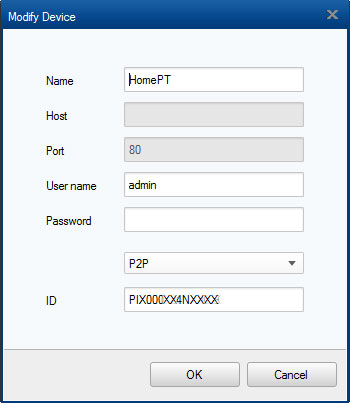 Modify Device
Name HomePT
Host
Port 80
User name admin
Password
P2P
ID PIX000XX4NXXXX
OK Cancel